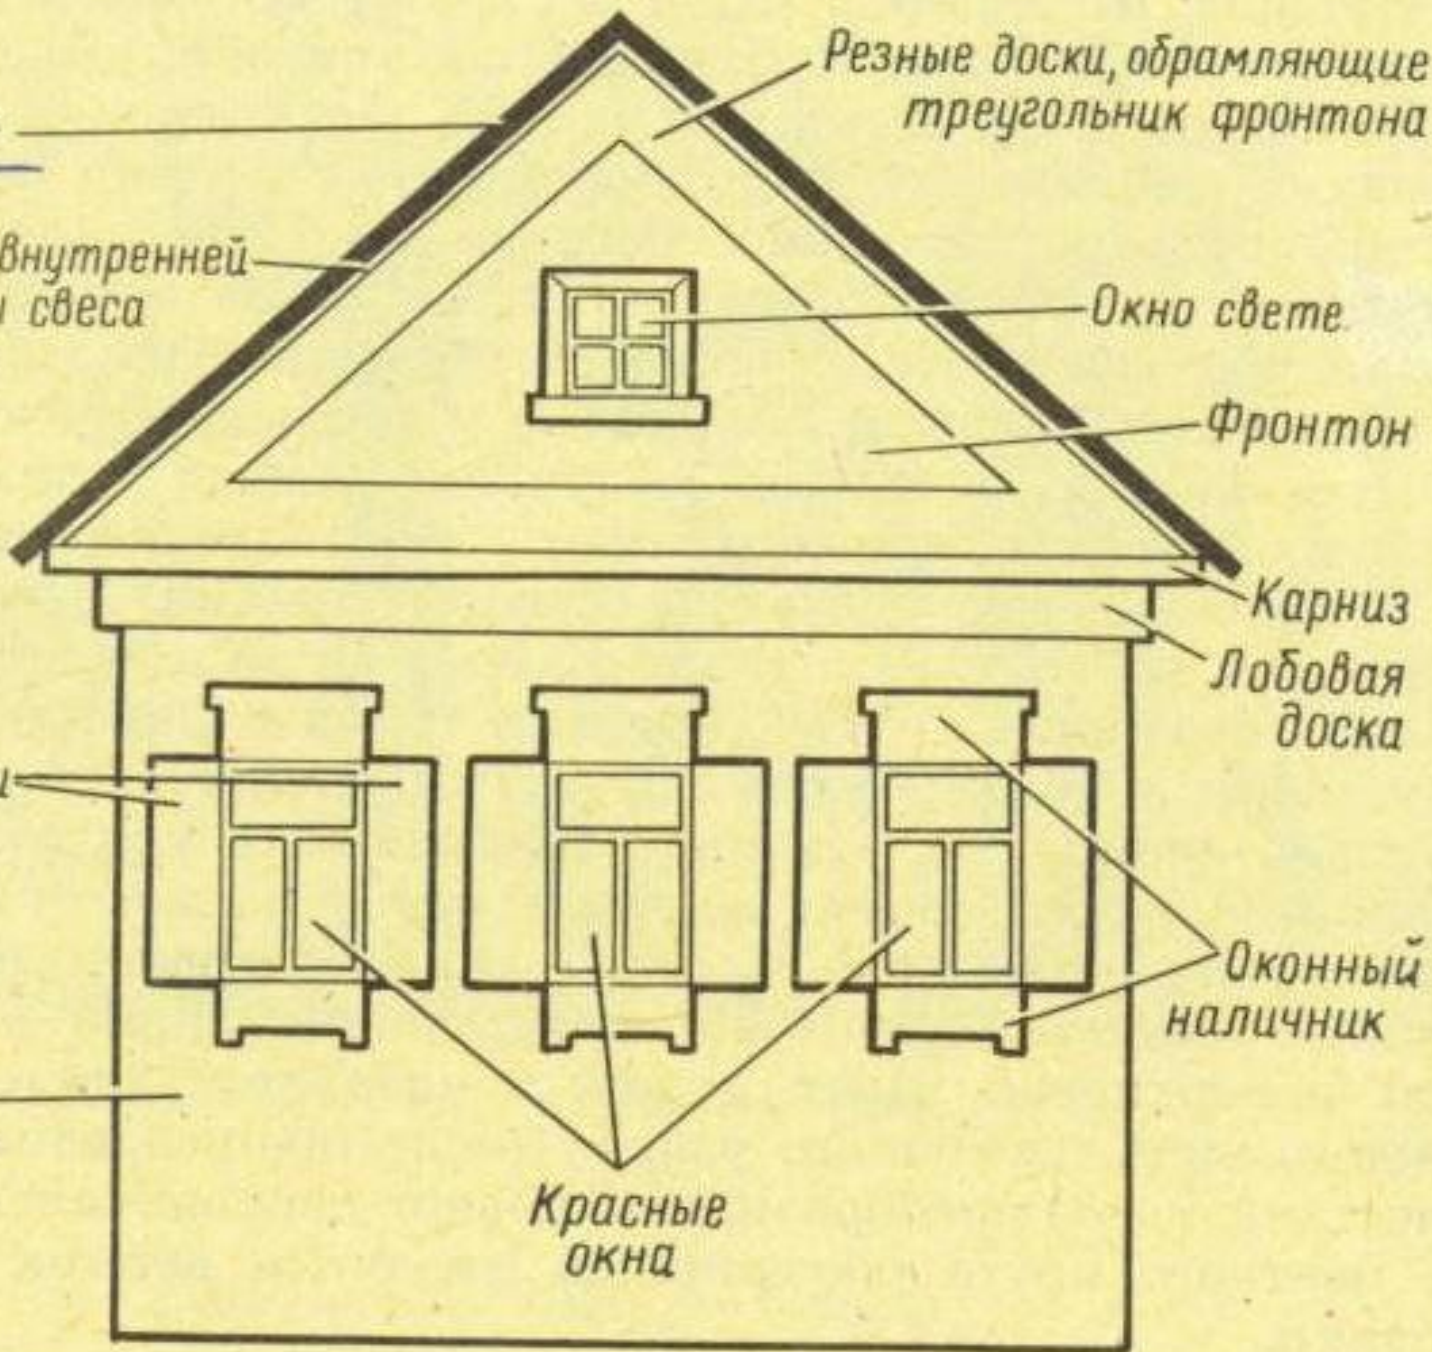 Резные доски, обрамляющие
треугольник фронтона
внутренней
свеса
Окно свете
Фронтон
Карниз
Лобовая
доска
Оконный
наличник
Красные
окна